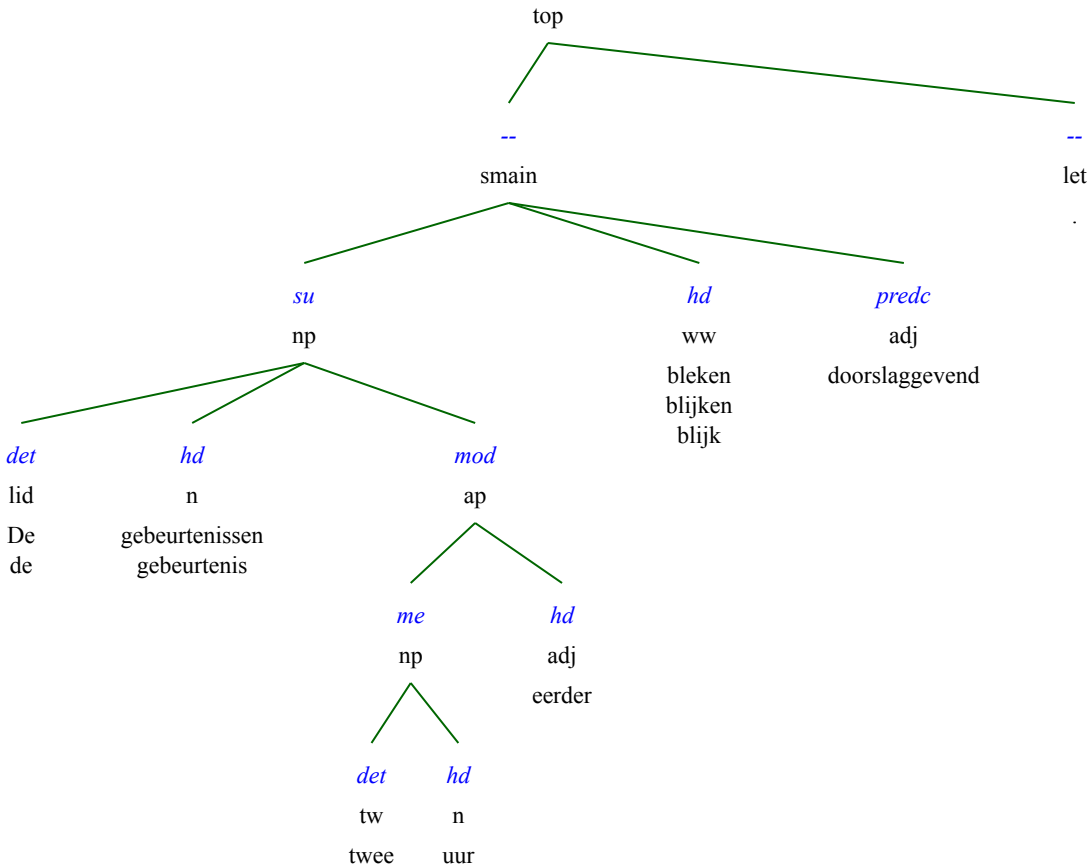 top
-- --
smain let
.
su hd predc
np ww adj
bleken doorslaggevend
blijken
blijk
det hd mod
lid n ap
De gebeurtenissen
de gebeurtenis
me hd
np adj
eerder
det hd
tw n
twee uur